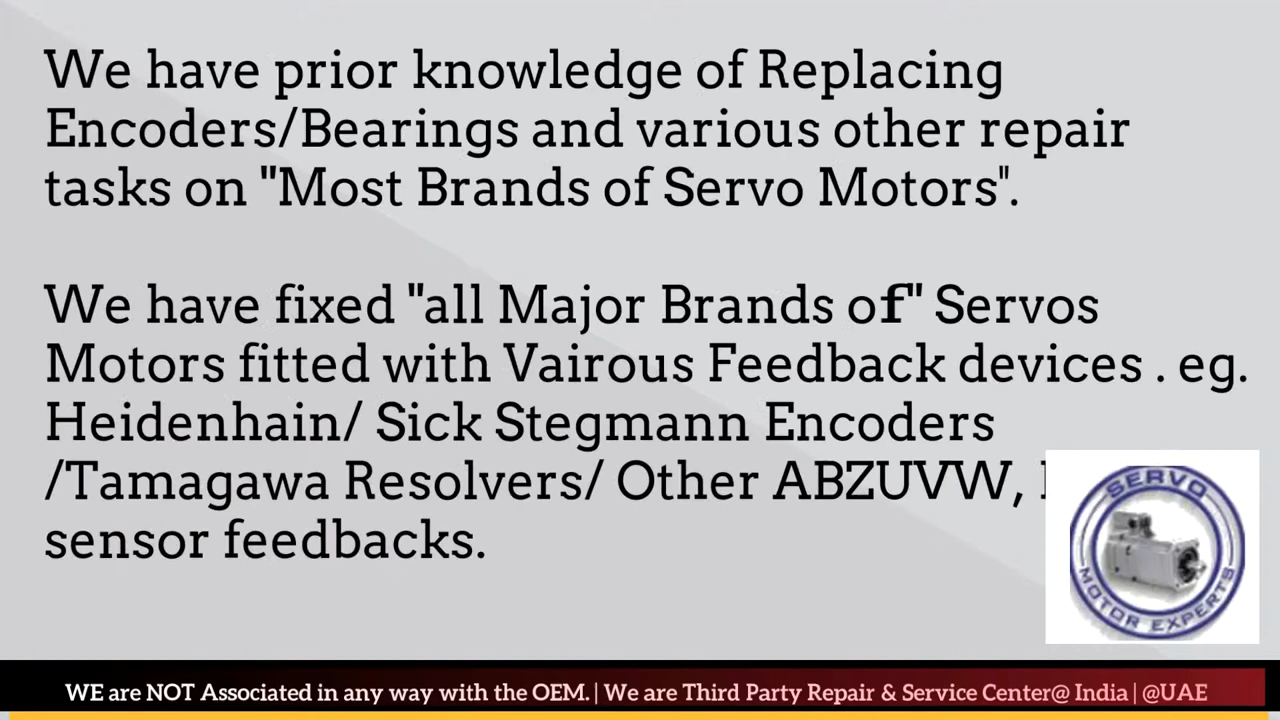 We have prior knowledge of Replacing
Encoders/Bearings and various other repair
tasks on "Most Brands of Servo Motors".
We have fixed "all Major Brands of" Servos
Motors fitted with Vairous Feedback devices . eg.
Heidenhain/ Sick Stegmann Encoders
/Tamagawa Resolvers/ Other ABZUVW,
sensor feedbacks.
SERVO
MOTOR EXPERTS
WE are NOT Associated in any way with the OEM. | We are Third Party Repair & Service Center@ India | @UAE